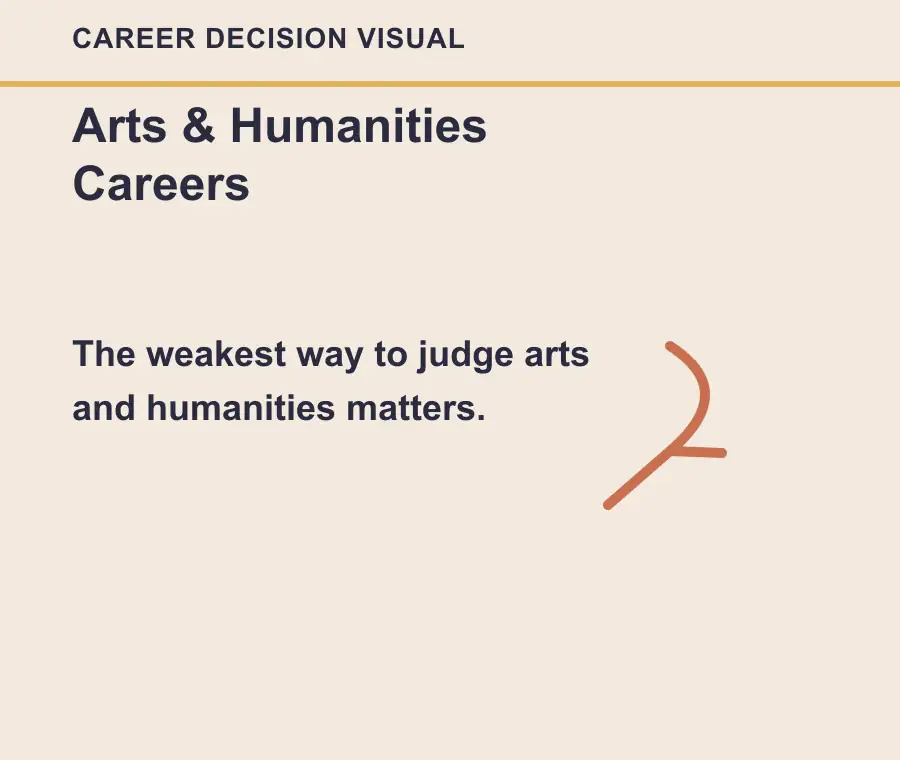 CAREER DECISION VISUAL
Arts & Humanities
Careers
The weakest way to judge arts
and humanities matters.